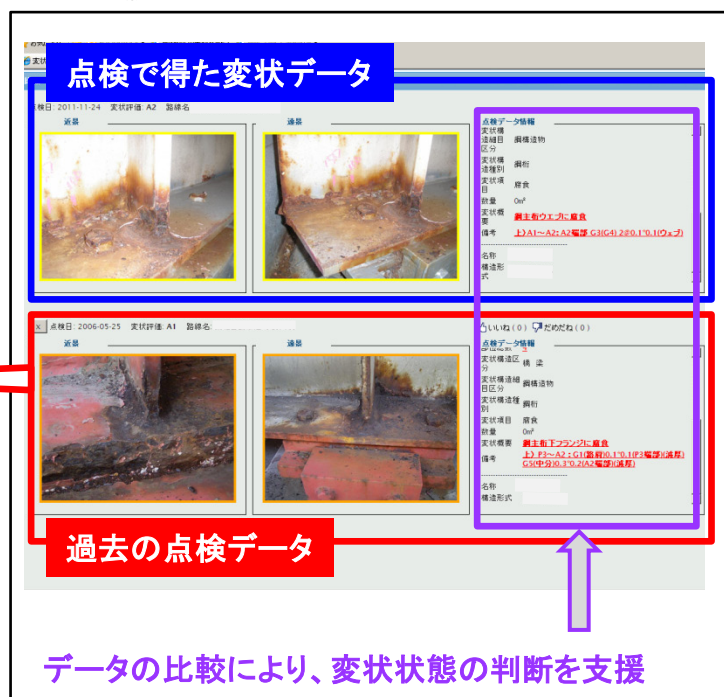 点検で得た変状データ
検日: 2011-11-24 変状評価: A2 路線名
近景
遠景
点検データ情報
変状構
造細目 鋼構造物
区分
変状構
造種別 鋼桁
変状項
目 腐食
数量 0m²
変状概
要 鋼主桁ウエブに腐食
備考 上) A1～A2: A2端部 G3(G4) 2@0.1*0.1(ウェブ)
名称
構造形
式
x 点検日: 2006-05-25 変状評価: A1 路線名:
いいね ( 0 ) だめだね ( 0 )
近景
遠景
点検データ情報
変状構造区
分 橋 梁
変状構造細
目区分 鋼構造物
変状構造種
別 鋼桁
変状項目 腐食
数量 0m²
変状概要 鋼主桁下フランジに腐食
備考 上) P3～A2 : G1(路肩)0.1*0.1(P3端部)(減厚)
G5(中分)0.3*0.2(A2端部)(減厚)
名称
構造形式
過去の点検データ
データの比較により、変状状態の判断を支援